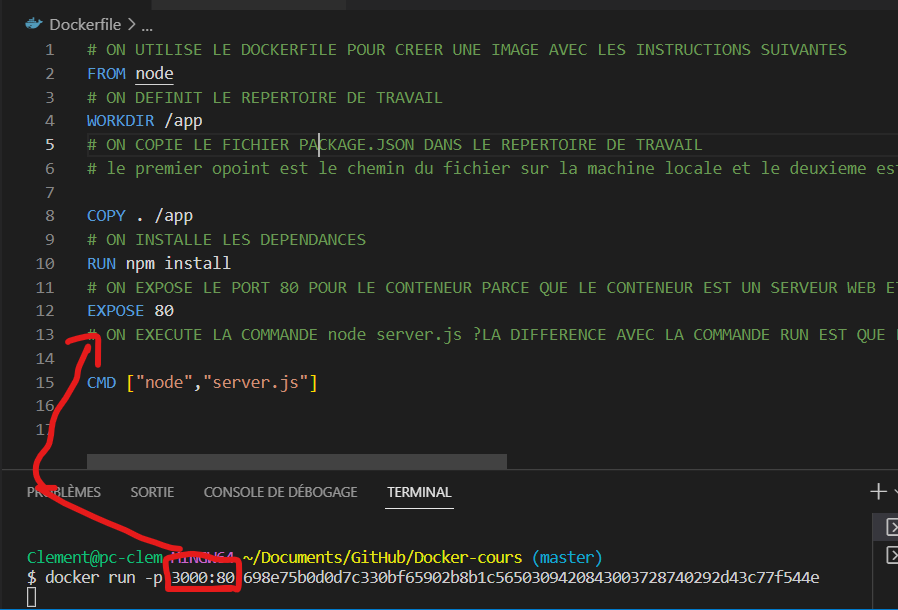 Dockerfile > ...
1 # ON UTILISE LE DOCKERFILE POUR CREER UNE IMAGE AVEC LES INSTRUCTIONS SUIVANTES
2 FROM node
3 # ON DEFINIT LE REPERTOIRE DE TRAVAIL
4 WORKDIR /app
5 # ON COPIE LE FICHIER PACKAGE.JSON DANS LE REPERTOIRE DE TRAVAIL
6 # le premier opoint est le chemin du fichier sur la machine locale et le deuxieme es
7
8 COPY . /app
9 # ON INSTALLE LES DEPENDANCES
10 RUN npm install
11 # ON EXPOSE LE PORT 80 POUR LE CONTENEUR PARCE QUE LE CONTENEUR EST UN SERVEUR WEB E
12 EXPOSE 80
13 # ON EXECUTE LA COMMANDE node server.js ?LA DIFFERENCE AVEC LA COMMANDE RUN EST QUE
14
15 CMD ["node","server.js"]
16
17
PROBLÈMES SORTIE CONSOLE DE DÉBOGAGE TERMINAL
Clement@pc-clem MINGW64 ~/Documents/GitHub/Docker-cours (master)
$ docker run -p 3000:80 698e75b0d0d7c330bf65902b8b1c5650309420843003728740292d43c77f544e